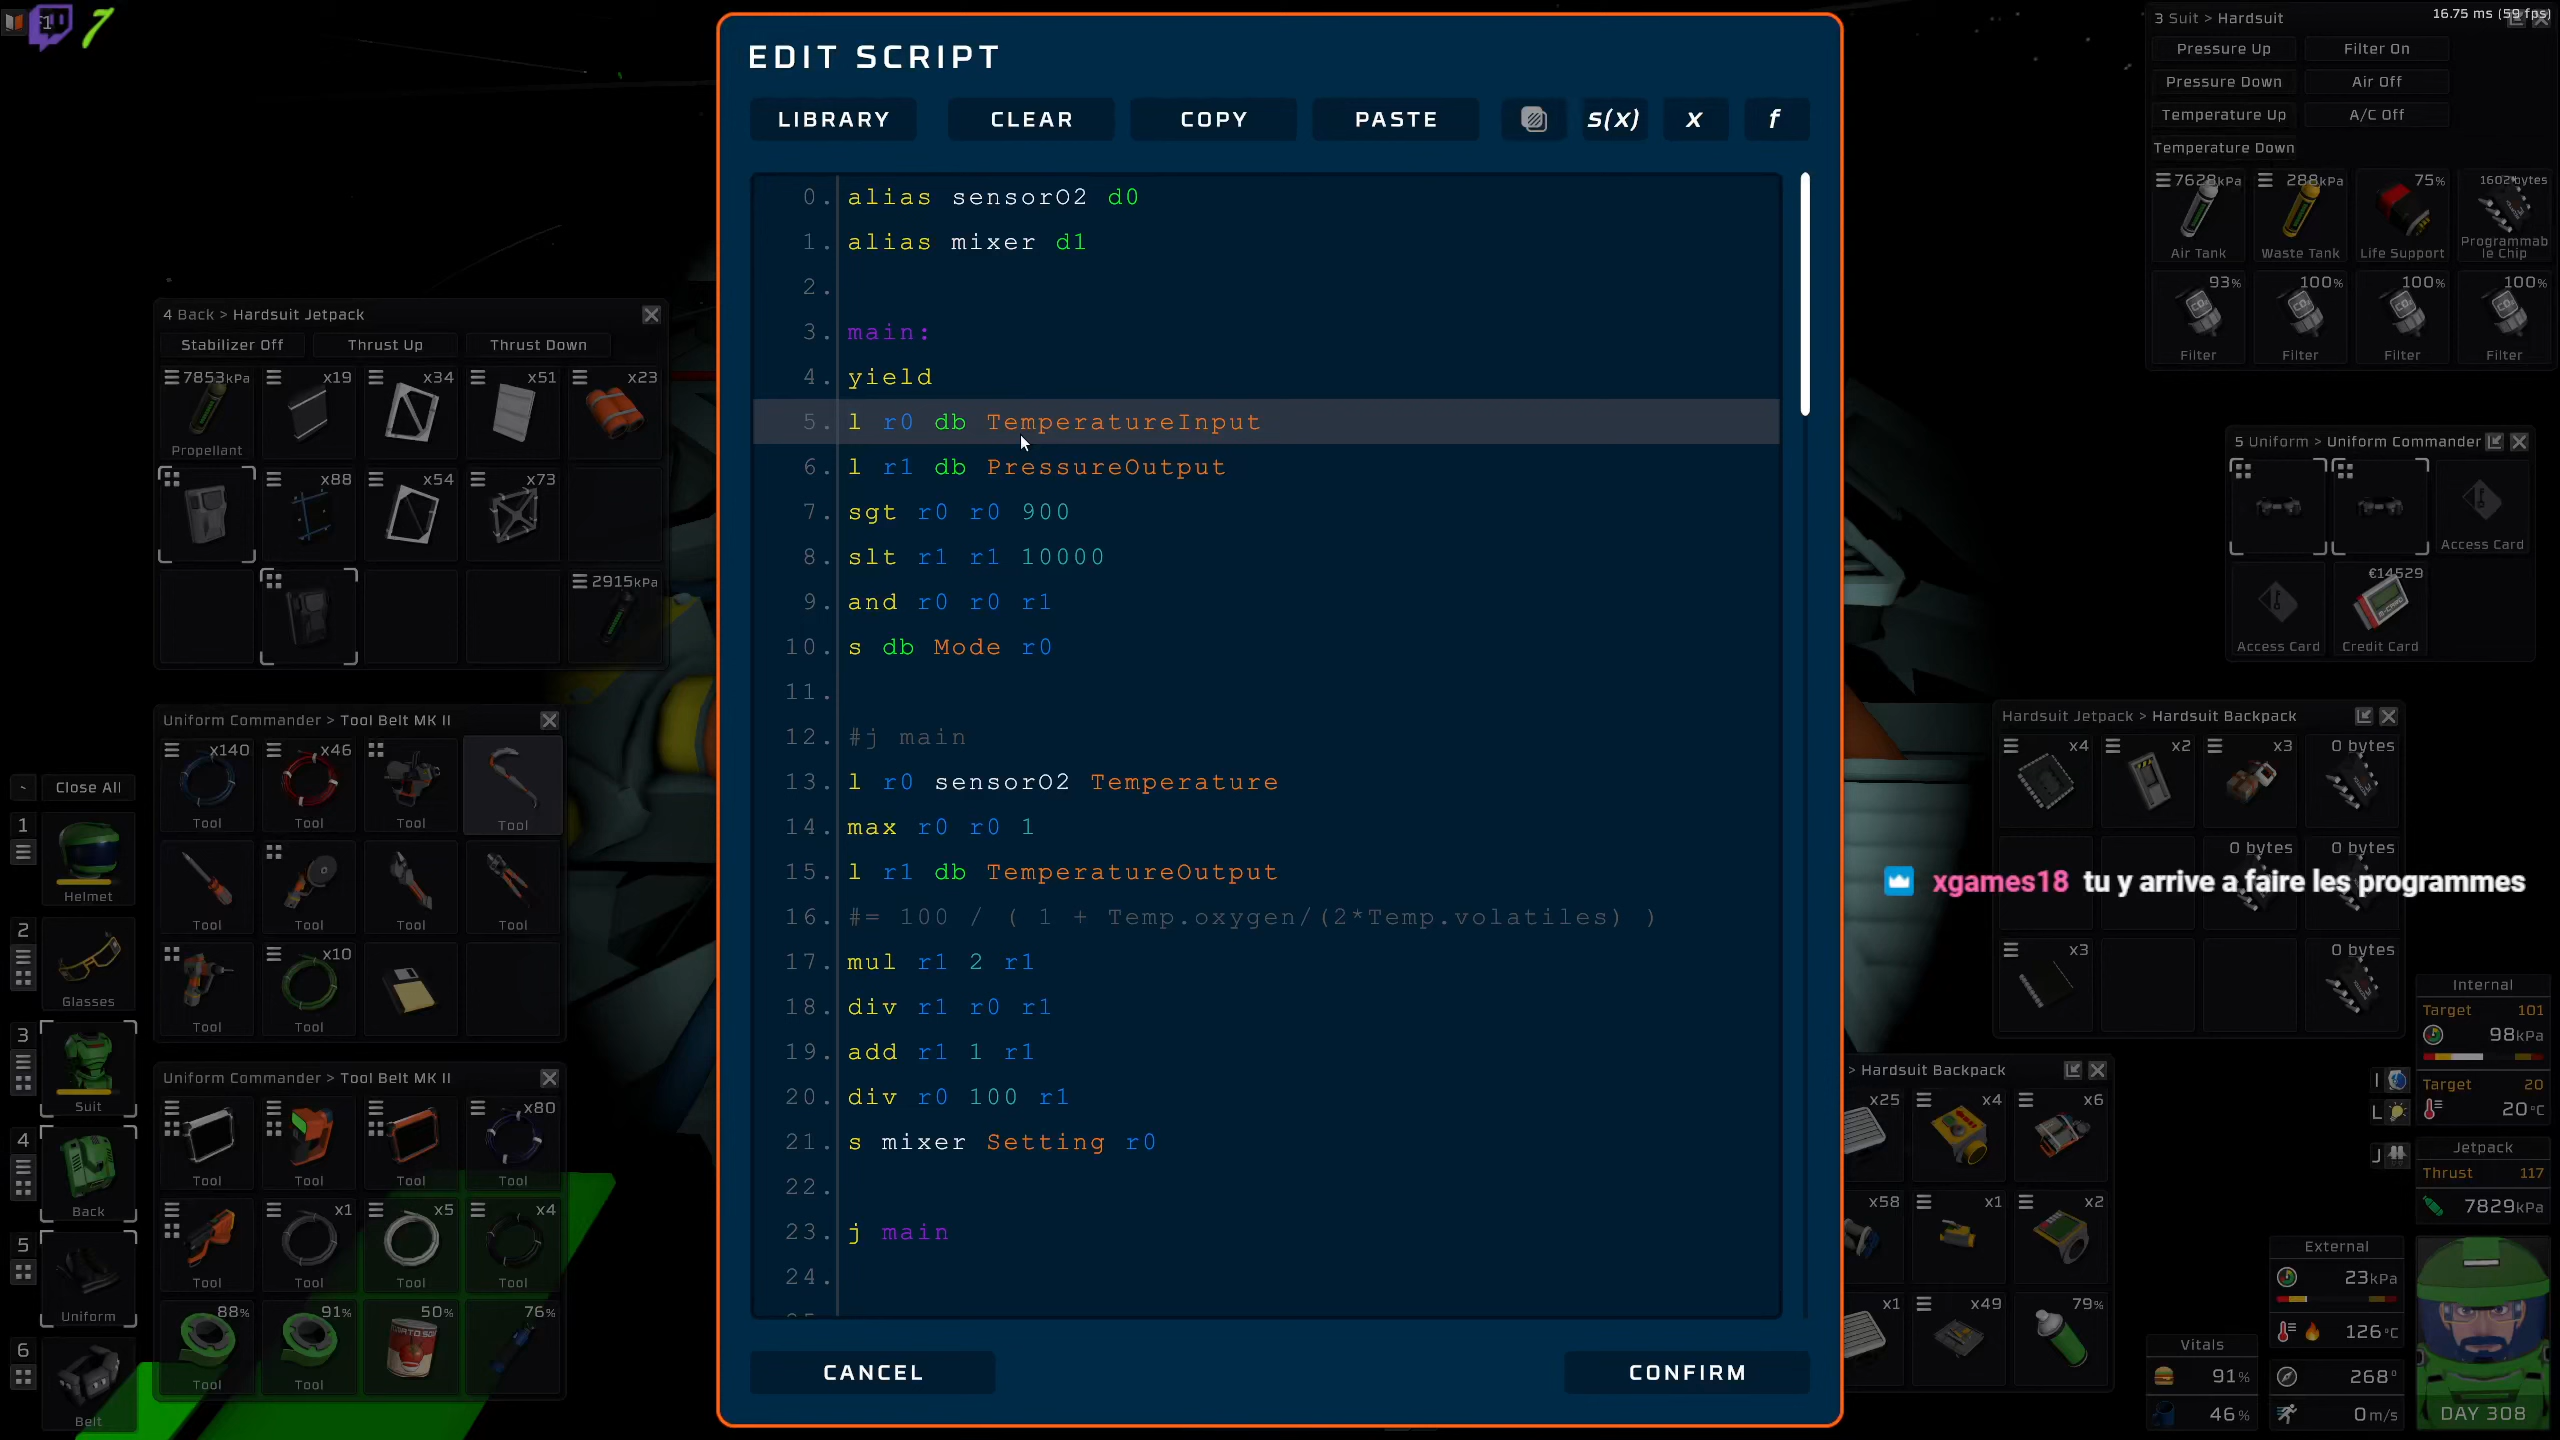 F1
7
16.75 ms (59 fps)
EDIT SCRIPT
LIBRARY
CLEAR
COPY
PASTE
s(x)
x
f
0. alias sensorO2 d0
1. alias mixer d1
2.
3. main:
4. yield
5. l r0 db TemperatureInput
6. l r1 db PressureOutput
7. sgt r0 r0 900
8. slt r1 r1 10000
9. and r0 r0 r1
10. s db Mode r0
11.
12. #j main
13. l r0 sensorO2 Temperature
14. max r0 r0 1
15. l r1 db TemperatureOutput
16. #= 100 / ( 1 + Temp.oxygen/(2*Temp.volatiles) )
17. mul r1 2 r1
18. div r1 r0 r1
19. add r1 1 r1
20. div r0 100 r1
21. s mixer Setting r0
22.
23. j main
24.
CANCEL
CONFIRM
4 Back > Hardsuit Jetpack
Stabilizer Off
Thrust Up
Thrust Down
7853kPa
x19
x34
x51
x23
Propellant
x88
x54
x73
2915kPa
Uniform Commander > Tool Belt MK II
x140
x46
Tool
Tool
Tool
Tool
Tool
Tool
Tool
Tool
x10
Tool
Tool
Uniform Commander > Tool Belt MK II
x80
Tool
Tool
Tool
Tool
x1
x5
x4
Tool
Tool
Tool
Tool
88%
91%
50%
76%
Tool
Tool
Tool
Tool
~
Close All
1
Helmet
2
Glasses
3
Suit
4
Back
5
Uniform
6
Belt
3 Suit > Hardsuit
Pressure Up
Filter On
Pressure Down
Air Off
Temperature Up
A/C Off
Temperature Down
7628kPa
288kPa
75%
1602*bytes
Air Tank
Waste Tank
Life Support
Programmab
le Chip
93%
100%
100%
100%
Filter
Filter
Filter
Filter
5 Uniform > Uniform Commander
Access Card
€14529
Access Card
Credit Card
Hardsuit Jetpack > Hardsuit Backpack
x4
x2
x3
0 bytes
0 bytes
0 bytes
xgames18 tu y arrive a faire les programmes
x3
0 bytes
> Hardsuit Backpack
x25
x4
x6
x58
x1
x2
x1
x49
79%
Internal
Target 101
98kPa
I
Target 20
L
20°C
J
Jetpack
Thrust 117
7829kPa
External
23kPa
126°C
Vitals
91%
268°
46%
0m/s
DAY 308